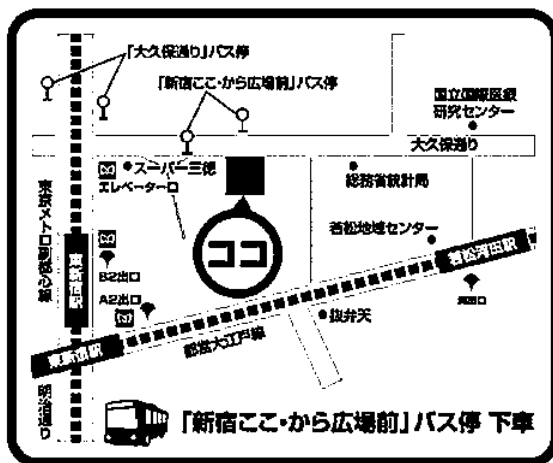 「大久保通り」バス停
「新宿ここ・から広場前」バス停
国立国際医療
研究センター
大久保通り
スーパー三徳
エレベーター口
総務省統計局
若松地域センター
東京メトロ副都心線
東新宿駅
ココ
若松河田駅
B2出口
A2出口
河田口
抜弁天
都営大江戸線
東新宿駅
明治通り
「新宿ここ・から広場前」バス停 下車